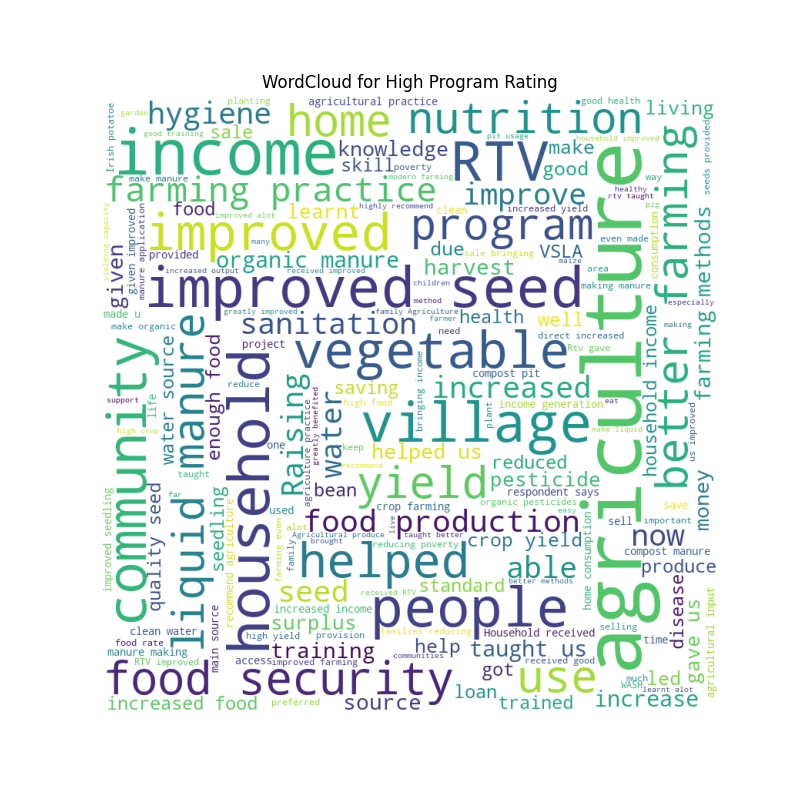 WordCloud for High Program Rating
planting
agricultural practice
good health
living
Irish potatoe
garden
hygiene
home
nutrition
good training
sale
pit usage
household improved
seeds provided
income
knowledge
RTV
make
skill
poverty
good
make manure
modern farming
way
farming practice
improve
healthy
rtv taught
pig
food
improved alot
learnt
highly recommend
clean
increased yield
consumption
yielding capacity
given
given improved
manure application
improved
program
even made
many
due
sale bringing
VSLA
maize
area
provided
organic manure
harvest
increased output
received improved
children
making manure
improved seed
method
especially
agriculture
better farming
farming methods
made u
greatly improved
family Agriculture
farmer
health
well
make organic
sanitation
need
direct increased
making
project
vegetable
Rtv gave
household income
community
life
water source
liquid manure
enough food
household
reduce
Raising
agriculture practice
greatly benefited
water
saving
bringing income
compost pit
increased
plant
eat
support
high food
income generation
us improved
high crop
village
make liquid
one
keep
helped us
reduced
taught
recommend
far
yield
pesticide
money
improved seedling
quality seed
seedling
recommend agriculture
used
bean
crop farming
respondent says
organic pesticides
easy
save
alot
food production
live
sell
important
home consumption
now
farming even
family
Agricultural produce
brought
taught better
reducing poverty
crop yield
compost manure
helped
able
produce
seed
received RTV
standard
better methods
disease
gave us
agricultural input
increased income
people
surplus
families reducing
Household received
selling
time
clean water
food rate
manure making
high yield
provision
main source
training
help
taught us
RTV improved
access
improved farming
communities
got
received good
WASH
much
led
learnt alot
food security
use
loan
increased food
preferred
source
trained
increase